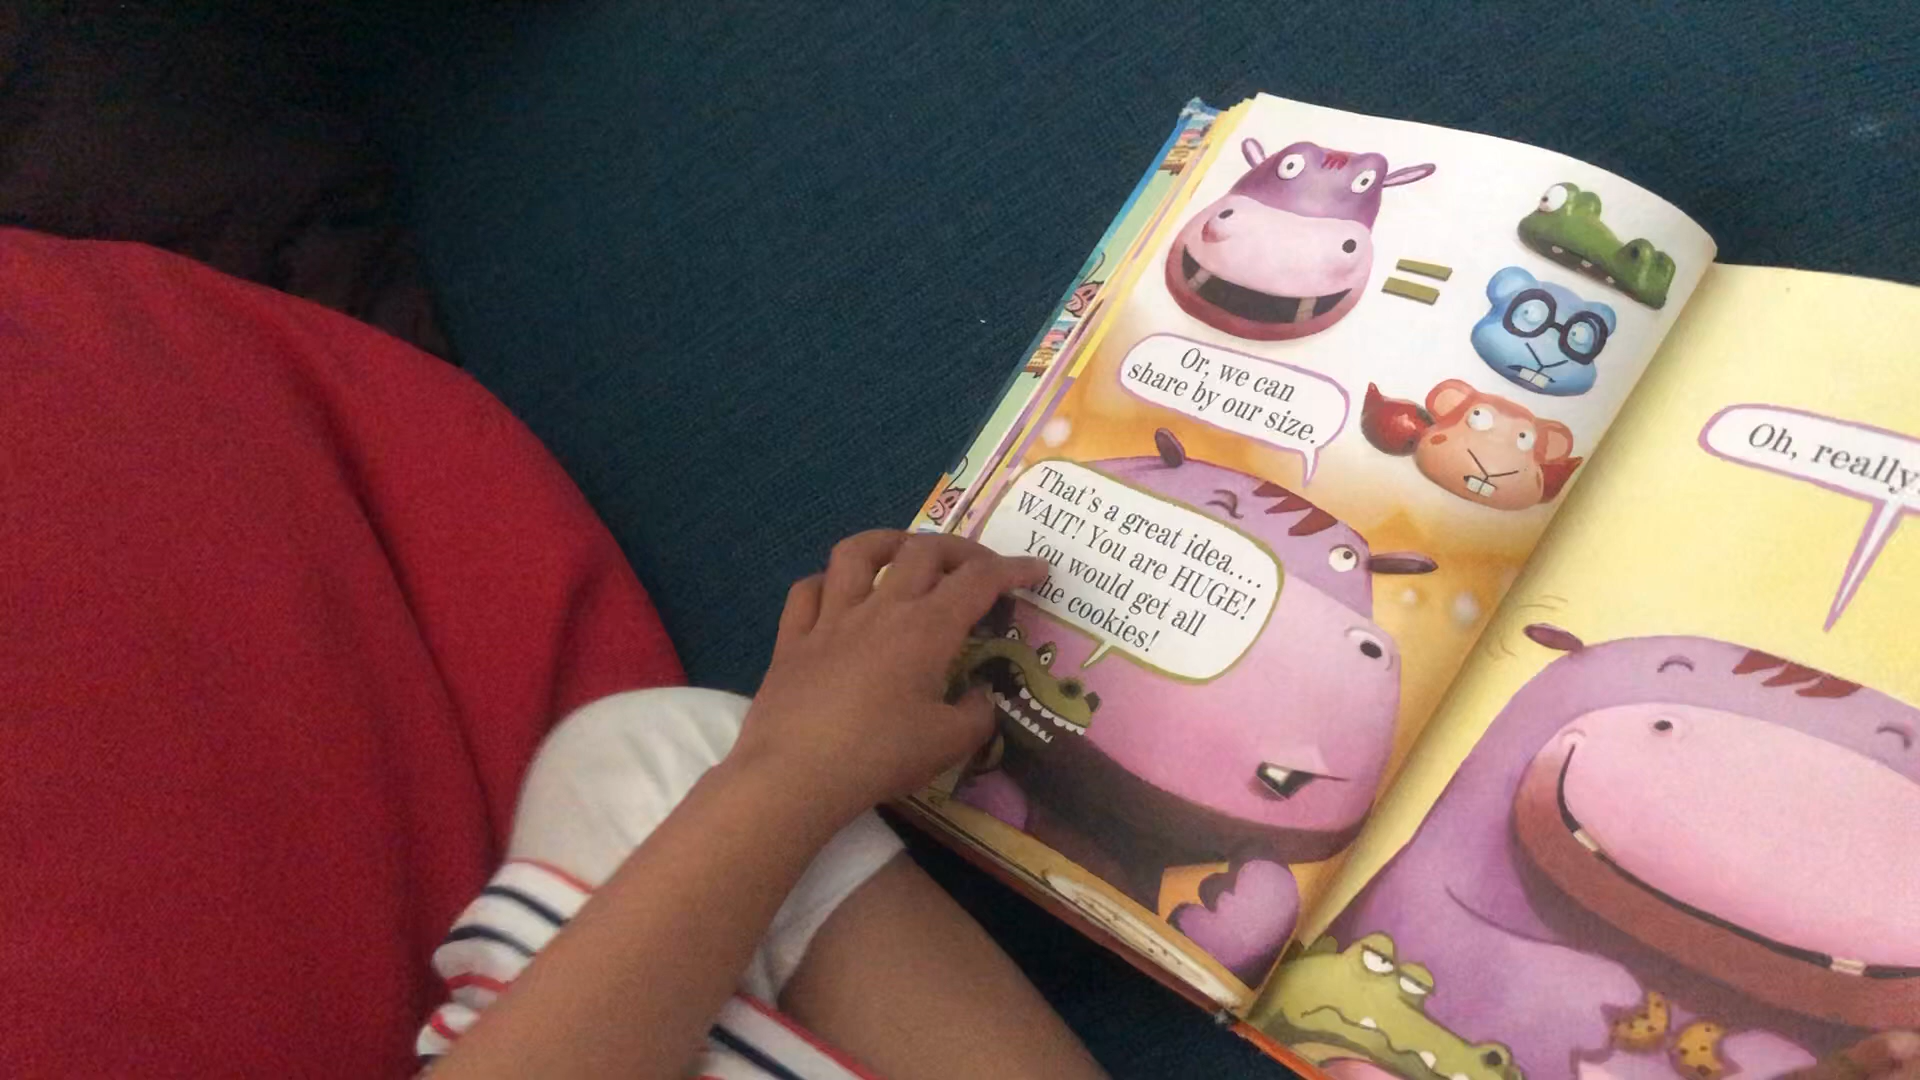 Or, we can
share by our size.
That's a great idea....
WAIT! You are HUGE!
You would get all
the cookies!
Oh, really